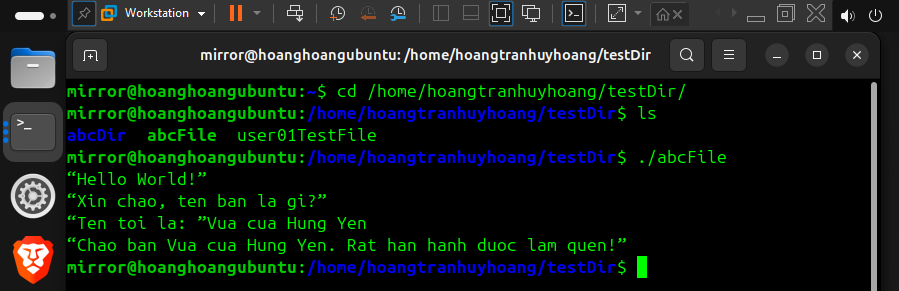 Workstation
mirror@hoanghoangubuntu: /home/hoangtranhuyhoang/testDir
mirror@hoanghoangubuntu:~$ cd /home/hoangtranhuyhoang/testDir/
mirror@hoanghoangubuntu:/home/hoangtranhuyhoang/testDir$ ls
abcDir  abcFile  user01TestFile
mirror@hoanghoangubuntu:/home/hoangtranhuyhoang/testDir$ ./abcFile
“Hello World!”
“Xin chao, ten ban la gi?”
“Ten toi la: ”Vua cua Hung Yen
“Chao ban Vua cua Hung Yen. Rat han hanh duoc lam quen!”
mirror@hoanghoangubuntu:/home/hoangtranhuyhoang/testDir$